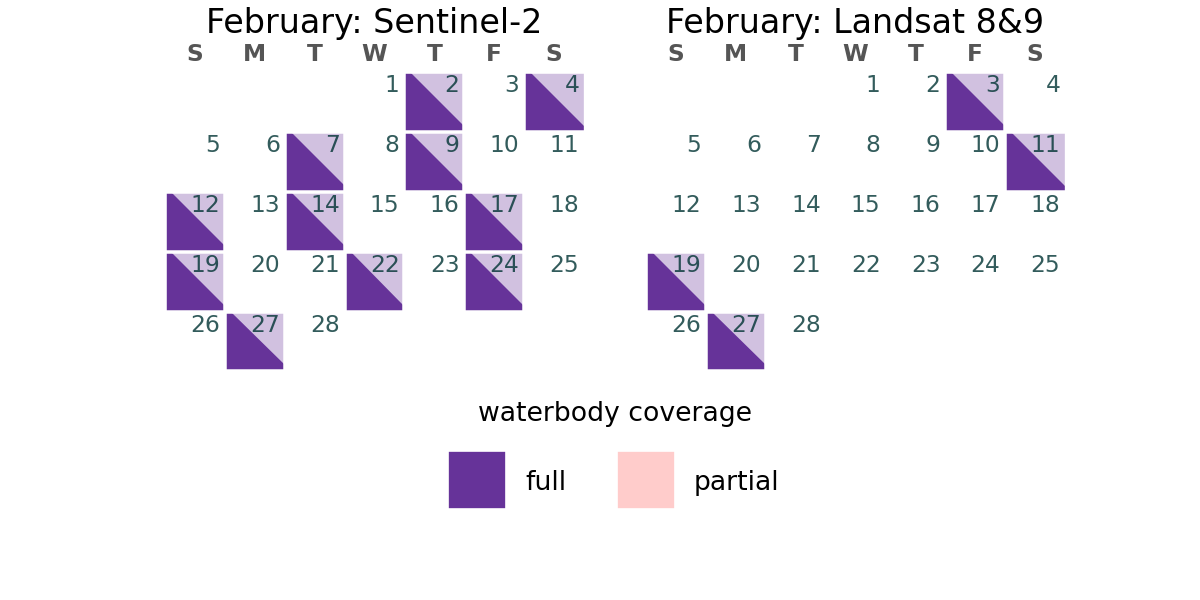 February: Sentinel-2
S M T W T F S
1 2 3 4
5 6 7 8 9 10 11
12 13 14 15 16 17 18
19 20 21 22 23 24 25
26 27 28
February: Landsat 8&9
S M T W T F S
1 2 3 4
5 6 7 8 9 10 11
12 13 14 15 16 17 18
19 20 21 22 23 24 25
26 27 28
waterbody coverage
full partial